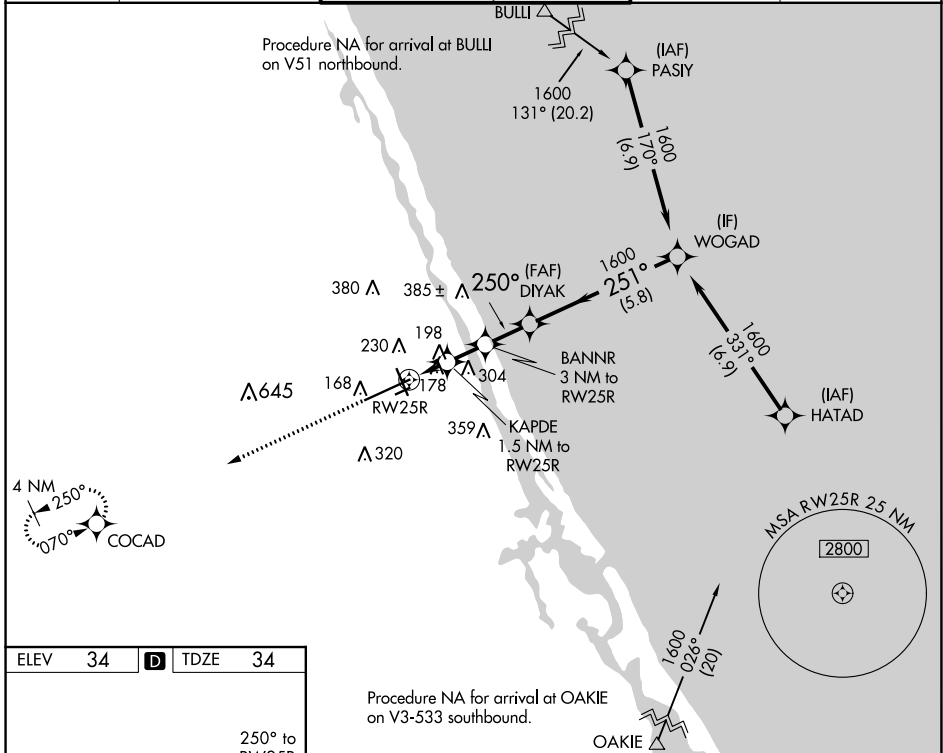 BULLI
Procedure NA for arrival at BULLI
on V51 northbound.
(IAF)
PASIY
1600
131° (20.2)
1600
170°
(6.9)
(IF)
WOGAD
1600
251°
(5.8)
250°
(FAF)
DIYAK
380
385±
230
198
BANNR
3 NM to
RW25R
1600
331°
(6.9)
645
168
178
304
RW25R
(IAF)
HATAD
359
KAPDE
1.5 NM to
RW25R
320
4 NM
250°
070°
COCAD
MSA RW25R 25 NM
2800
1600
026°
(20)
ELEV 34 D TDZE 34
Procedure NA for arrival at OAKIE
on V3-533 southbound.
250° to
OAKIE